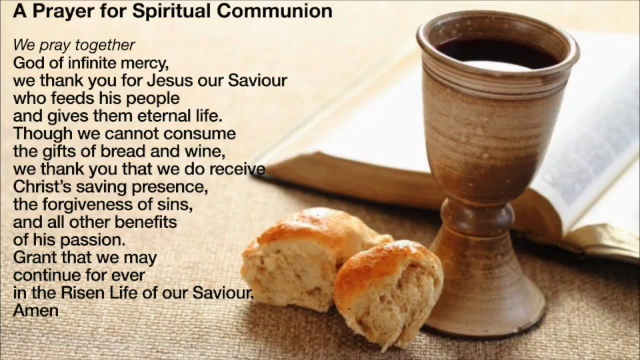 A Prayer for Spiritual Communion
We pray together
God of infinite mercy,
we thank you for Jesus our Saviour
who feeds his people
and gives them eternal life.
Though we cannot consume
the gifts of bread and wine,
we thank you that we do receive
Christ's saving presence,
the forgiveness of sins,
and all other benefits
of his passion.
Grant that we may
continue for ever
in the Risen Life of our Saviour.
Amen